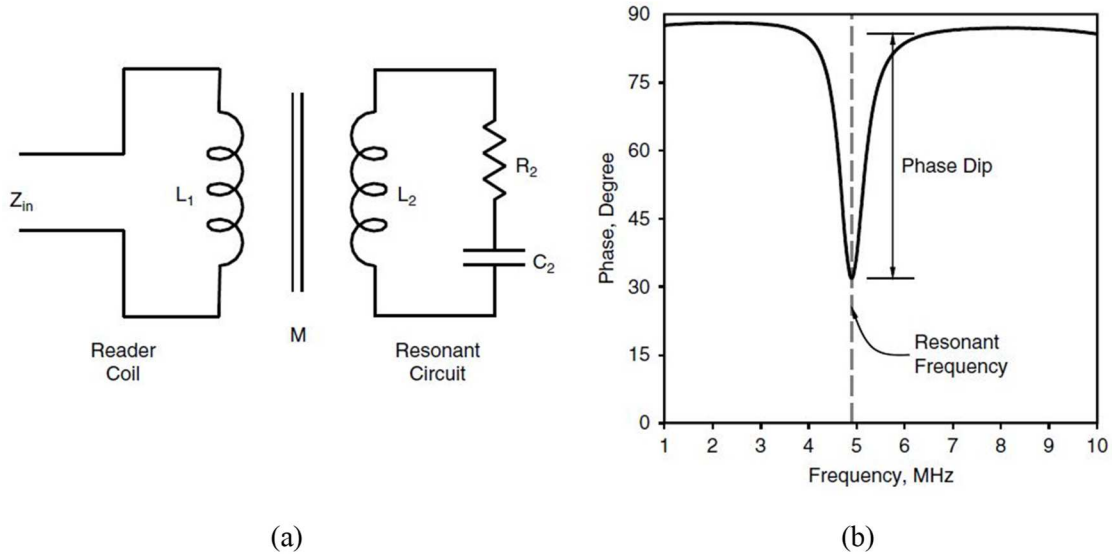 Z_in
L_1
M
L_2
R_2
C_2
Reader
Coil
Resonant
Circuit
(a)
90
75
60
45
30
15
0
Phase, Degree
Phase Dip
Resonant
Frequency
1 2 3 4 5 6 7 8 9 10
Frequency, MHz
(b)